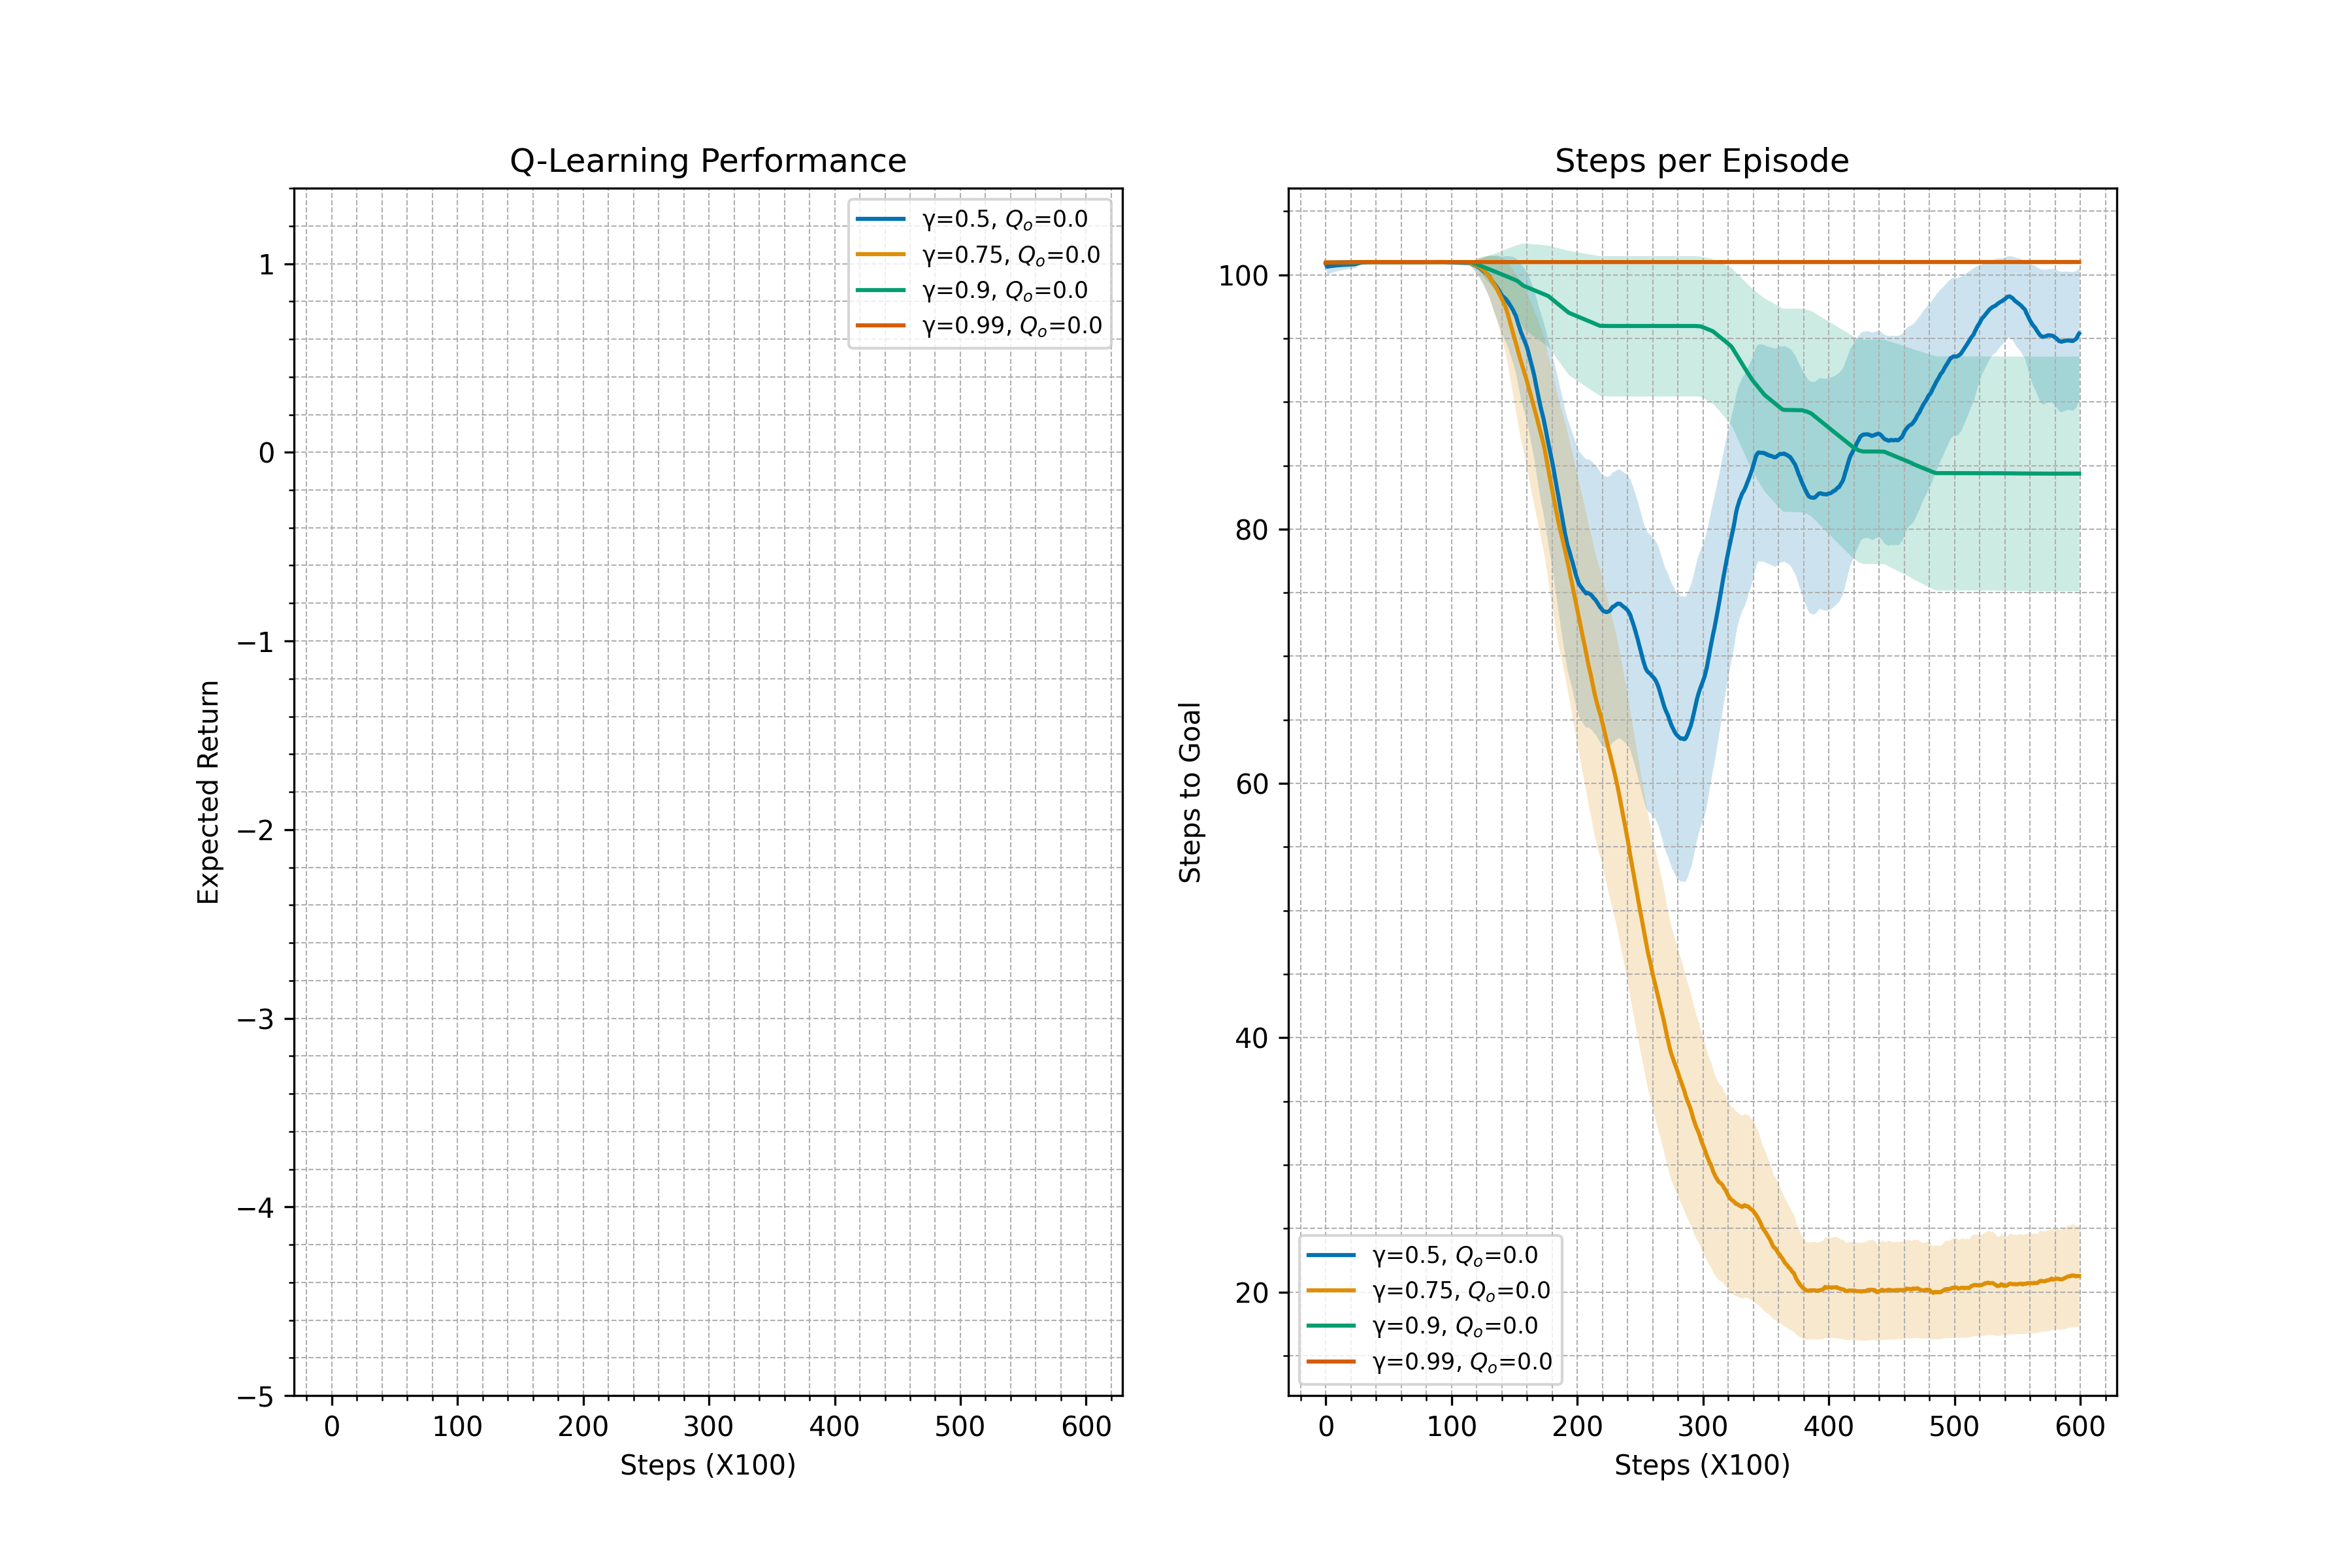 Q-Learning Performance
γ=0.5, Qo=0.0
γ=0.75, Qo=0.0
γ=0.9, Qo=0.0
γ=0.99, Qo=0.0
1
0
−1
−2
−3
−4
−5
Expected Return
0 100 200 300 400 500 600
Steps (X100)
Steps per Episode
100
80
60
40
20
Steps to Goal
γ=0.5, Qo=0.0
γ=0.75, Qo=0.0
γ=0.9, Qo=0.0
γ=0.99, Qo=0.0
0 100 200 300 400 500 600
Steps (X100)